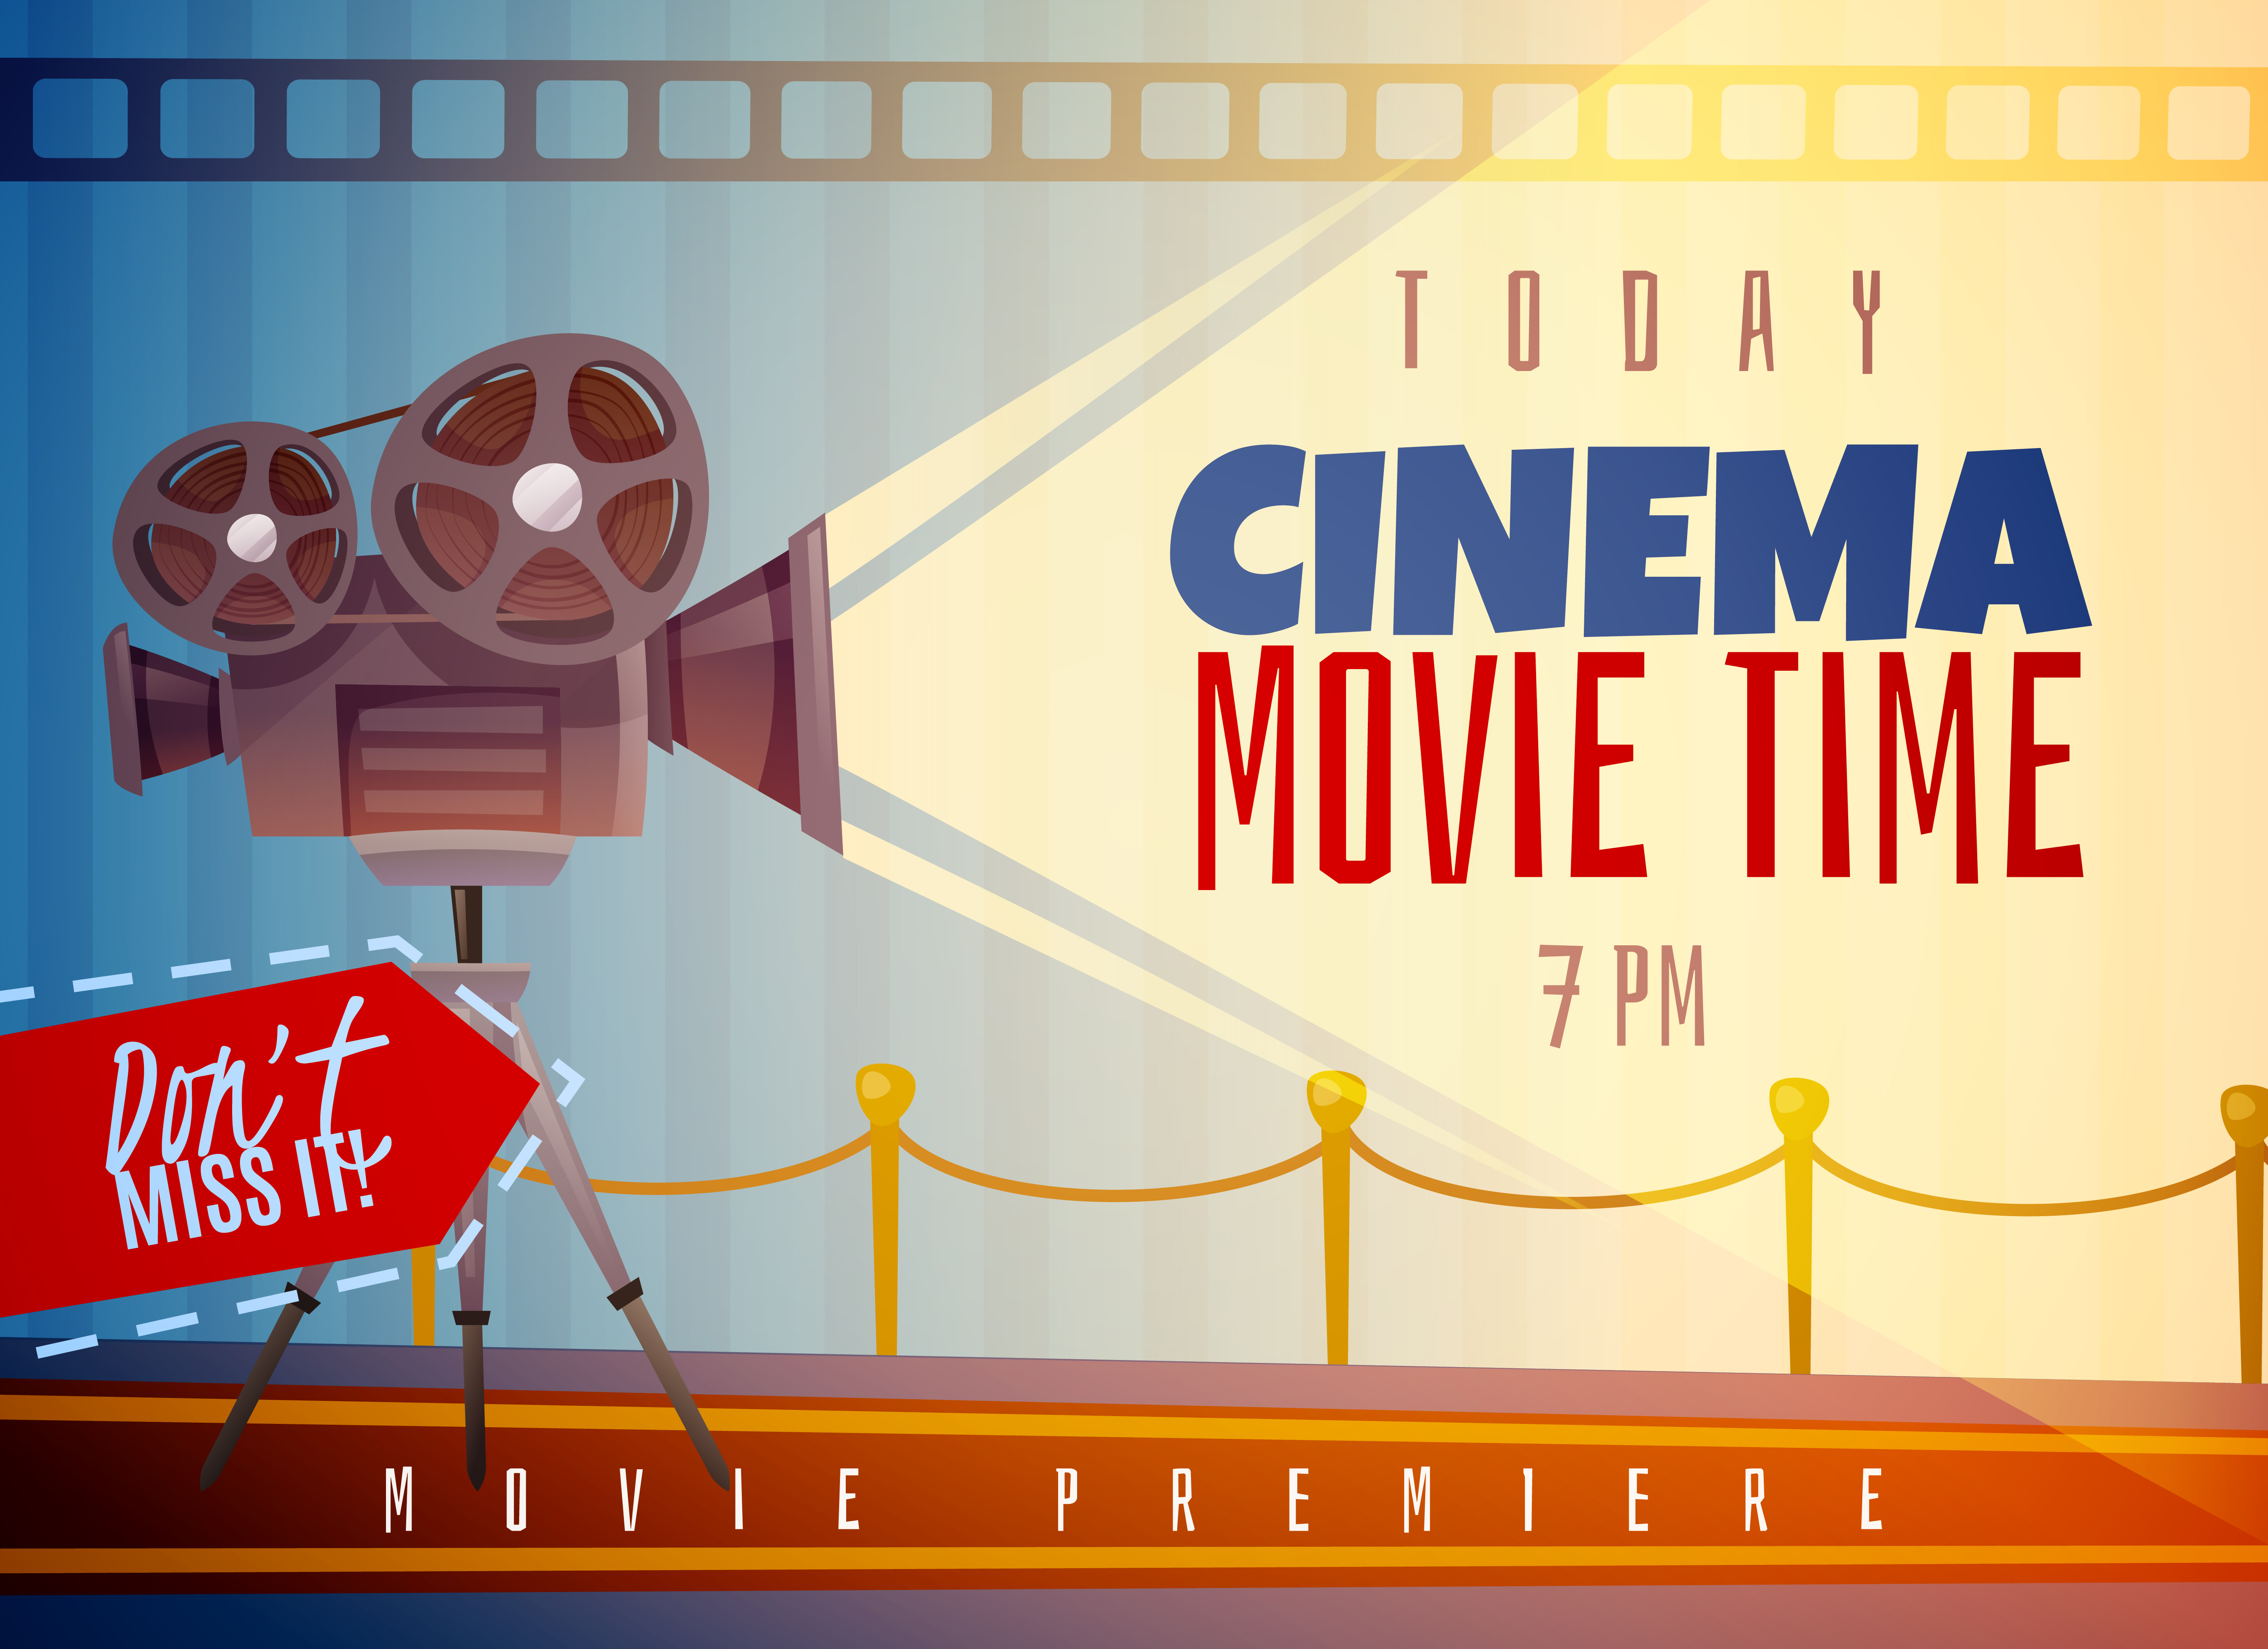 TODAY
CINEMA
MOVIE TIME
7 PM
Don't
MISS IT!
MOVIE PREMIERE